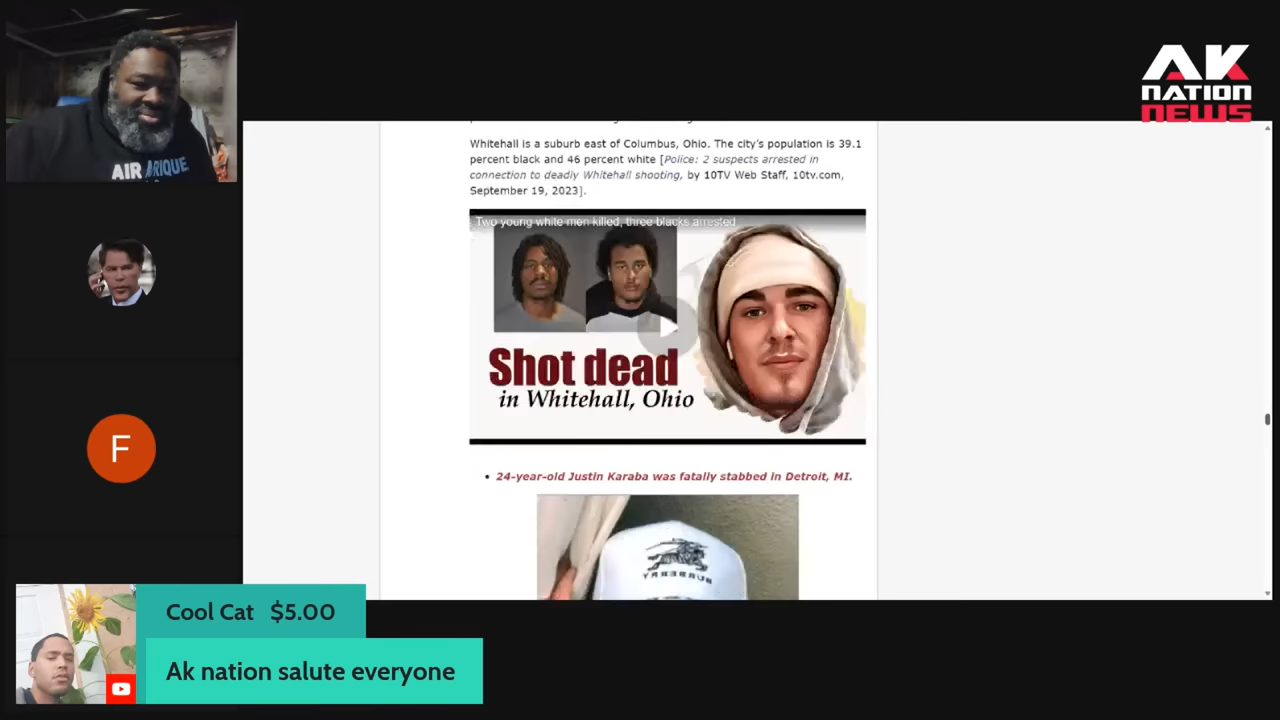 AK
NATION
NEWS
AIR
Whitehall is a suburb east of Columbus, Ohio. The city's population is 39.1
percent black and 46 percent white [Police: 2 suspects arrested in
connection to deadly Whitehall shooting, by 10TV Web Staff, 10tv.com,
September 19, 2023].
Two young white men killed, three blacks arrested
Shot dead
in Whitehall, Ohio
• 24-year-old Justin Karaba was fatally stabbed in Detroit, MI.
BURBERRY
F
Cool Cat $5.00
Ak nation salute everyone